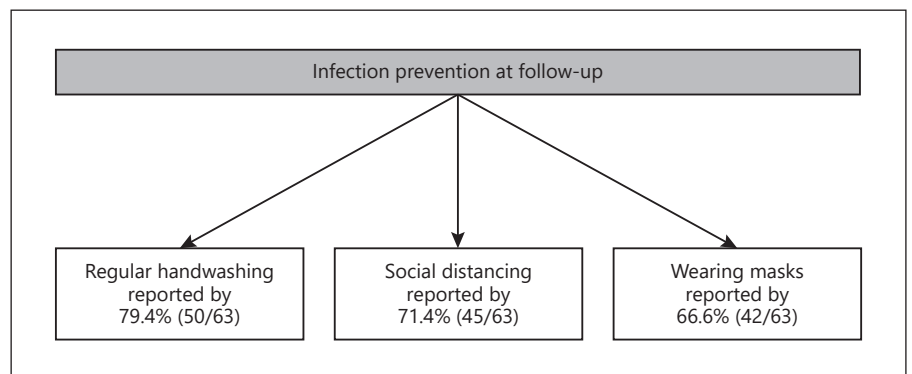 Infection prevention at follow-up
Regular handwashing
reported by
79.4% (50/63)
Social distancing
reported by
71.4% (45/63)
Wearing masks
reported by
66.6% (42/63)